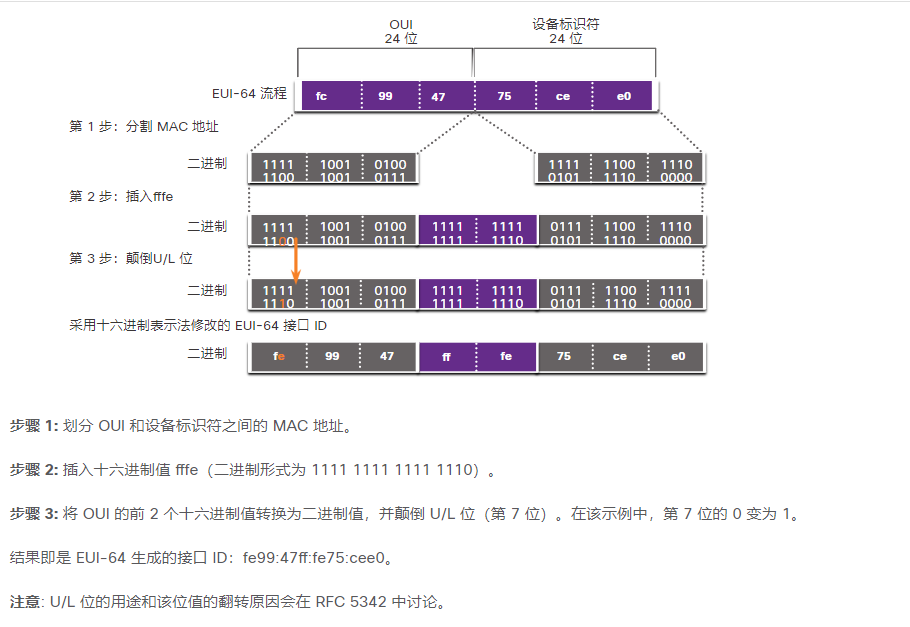 OUI
24 位
设备标识符
24 位
EUI-64 流程
fc 99 47 75 ce e0
第 1 步：分割 MAC 地址
二进制
1111 1001 0100 1111 1100 1110
1100 1001 0111 0101 1110 0000
第 2 步：插入fffe
二进制
1111 1001 0100 1111 1111 0111 1100 1110
1100 1001 0111 1111 1110 0101 1110 0000
第 3 步：颠倒U/L 位
二进制
1111 1001 0100 1111 1111 0111 1100 1111
1110 1001 0111 1111 1110 0101 1110 0000
采用十六进制表示法修改的 EUI-64 接口 ID
二进制
fe 99 47 ff fe 75 ce e0
步骤 1: 划分 OUI 和设备标识符之间的 MAC 地址。
步骤 2: 插入十六进制值 fffe（二进制形式为 1111 1111 1111 1110）。
步骤 3: 将 OUI 的前 2 个十六进制值转换为二进制值，并颠倒 U/L 位（第 7 位）。在该示例中，第 7 位的 0 变为 1。
结果即是 EUI-64 生成的接口 ID：fe99:47ff:fe75:cee0。
注意: U/L 位的用途和该位值的翻转原因会在 RFC 5342 中讨论。